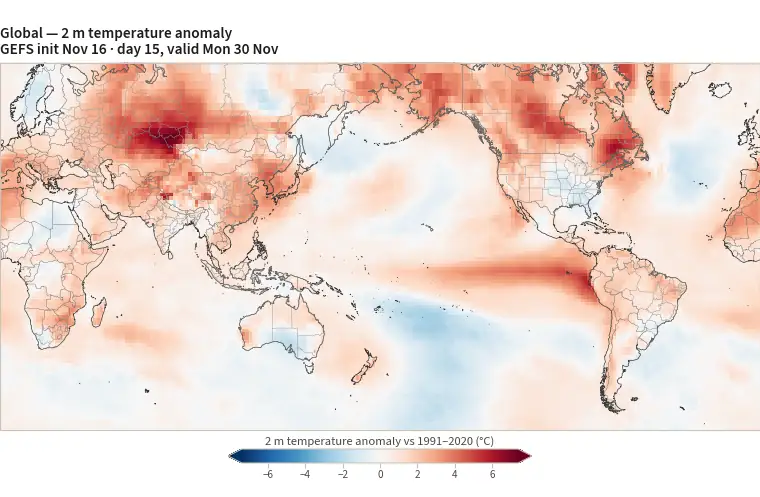 Global — 2 m temperature anomaly
GEFS init Nov 16 · day 15, valid Mon 30 Nov
2 m temperature anomaly vs 1991–2020 (°C)
−6 −4 −2 0 2 4 6